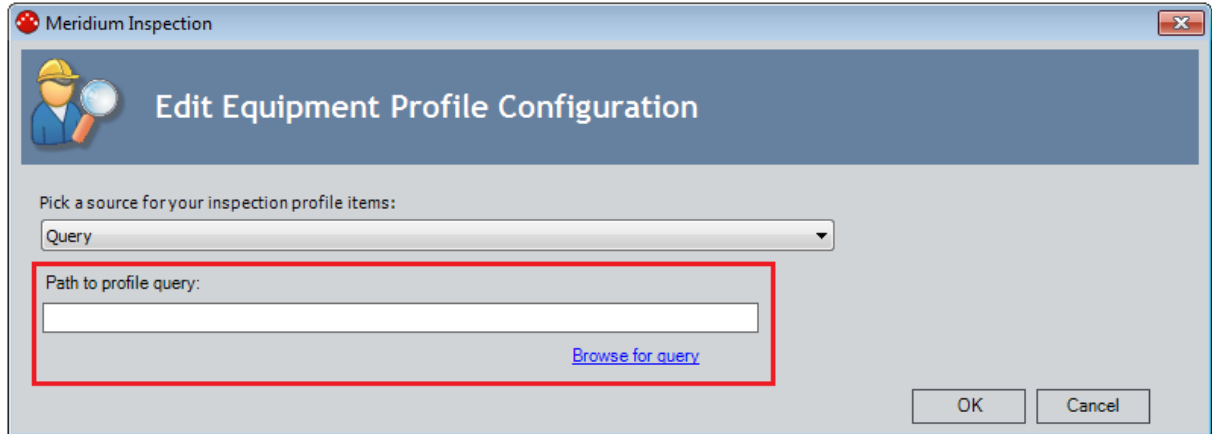 Meridium Inspection
Edit Equipment Profile Configuration
Pick a source for your inspection profile items:
Query
Path to profile query:
Browse for query
OK
Cancel